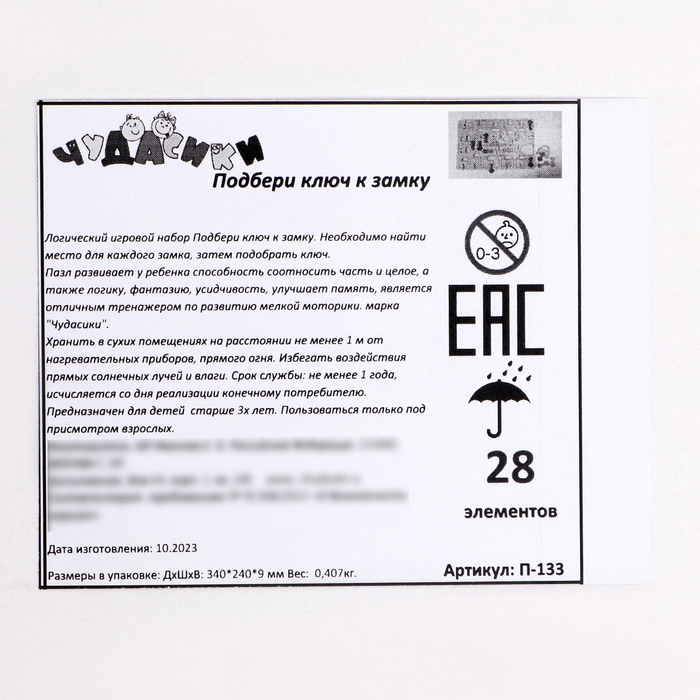 ЧУДАСИКИ
Подбери ключ к замку
Логический игровой набор Подбери ключ к замку. Необходимо найти
место для каждого замка, затем подобрать ключ.
Пазл развивает у ребенка способность соотносить часть и целое, а
также логику, фантазию, усидчивость, улучшает память, является
отличным тренажером по развитию мелкой моторики. марка
"Чудасики".
Хранить в сухих помещениях на расстоянии не менее 1 м от
нагревательных приборов, прямого огня. Избегать воздействия
прямых солнечных лучей и влаги. Срок службы: не менее 1 года,
исчисляется со дня реализации конечному потребителю.
Предназначен для детей старше 3х лет. Пользоваться только под
присмотром взрослых.
Дата изготовления: 10.2023
Размеры в упаковке: ДхШхВ: 340*240*9 мм Вес: 0,407кг.
0-3
EAC
28
элементов
Артикул: П-133